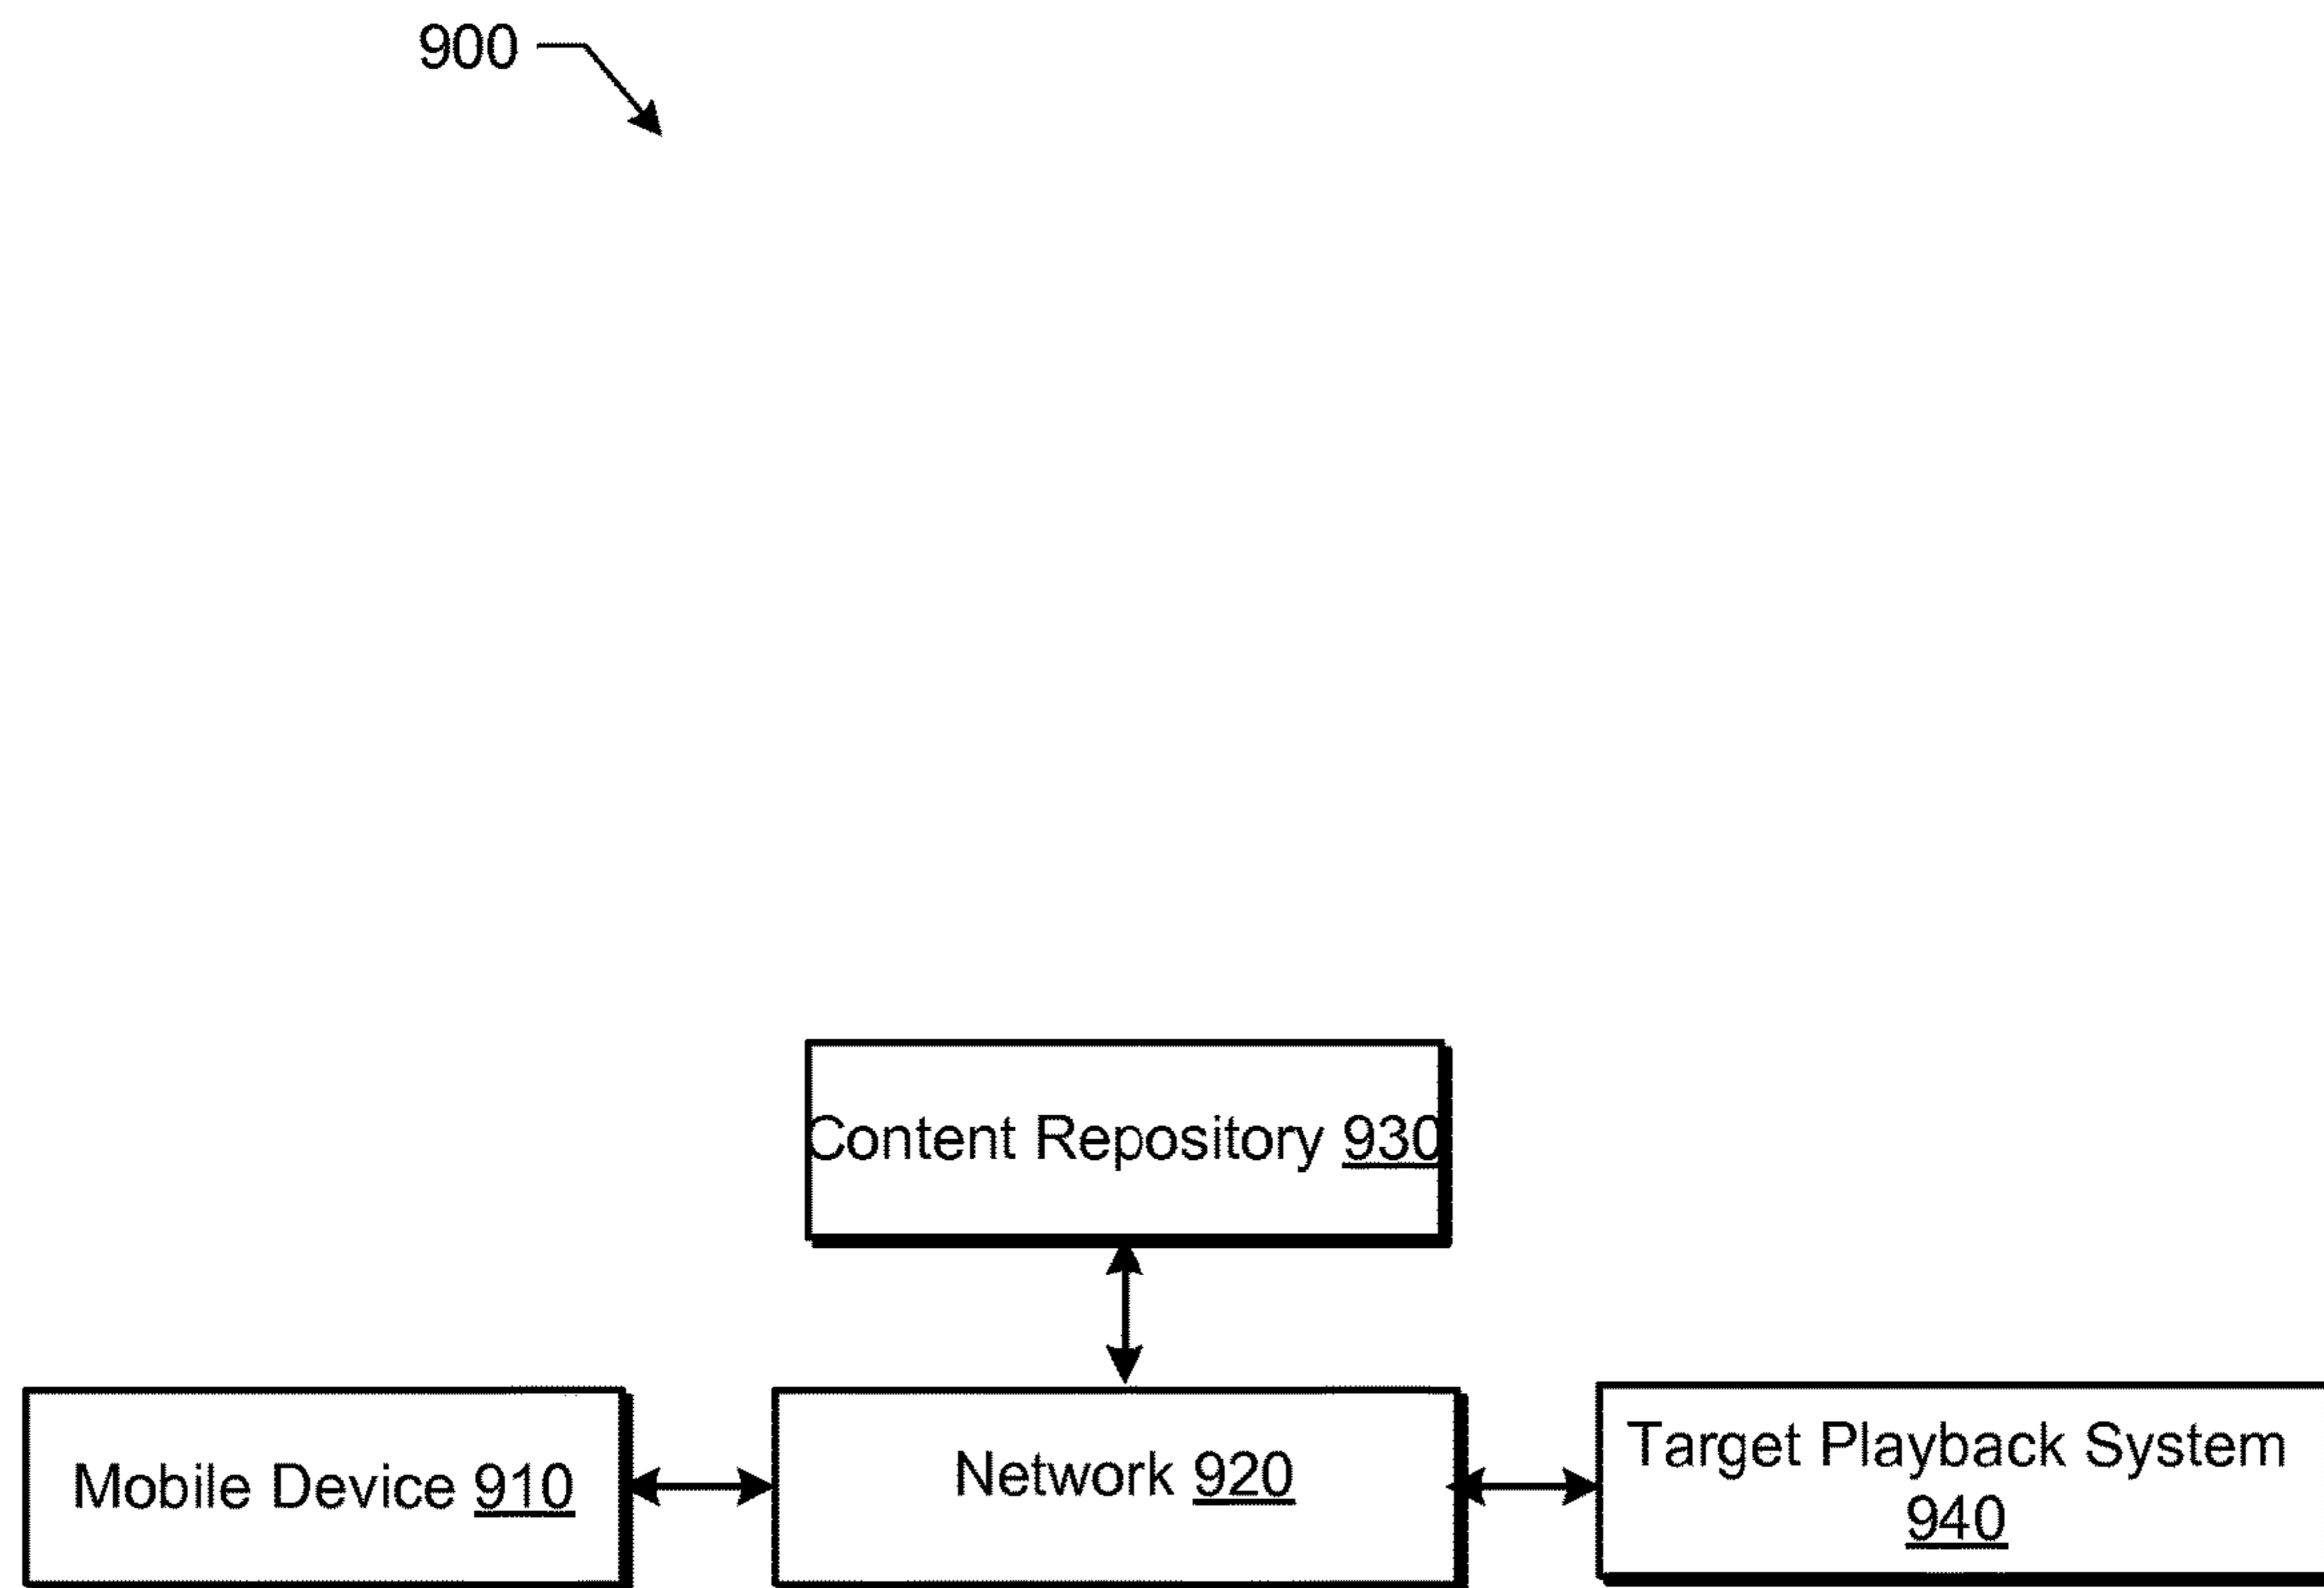 900
Content Repository 930
Mobile Device 910
Network 920
Target Playback System
940